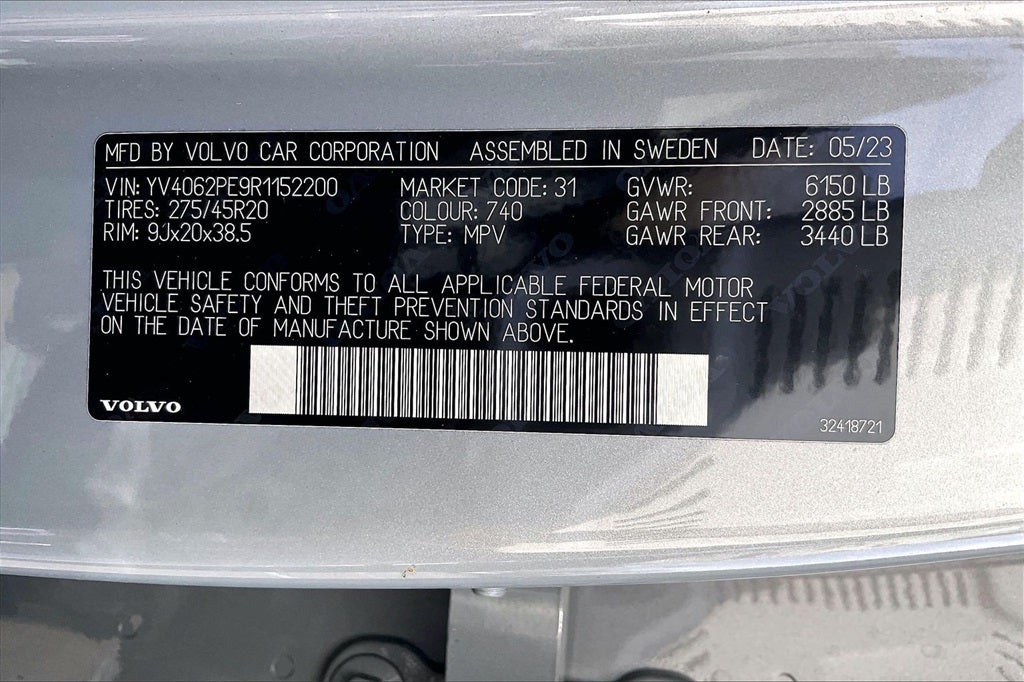 MFD BY VOLVO CAR CORPORATION ASSEMBLED IN SWEDEN DATE: 05/23
VIN: YV4062PE9R1152200 MARKET CODE: 31 GVWR: 6150 LB
TIRES: 275/45R20 COLOUR: 740 GAWR FRONT: 2885 LB
RIM: 9Jx20x38.5 TYPE: MPV GAWR REAR: 3440 LB
THIS VEHICLE CONFORMS TO ALL APPLICABLE FEDERAL MOTOR
VEHICLE SAFETY AND THEFT PREVENTION STANDARDS IN EFFECT
ON THE DATE OF MANUFACTURE SHOWN ABOVE.
VOLVO
32418721